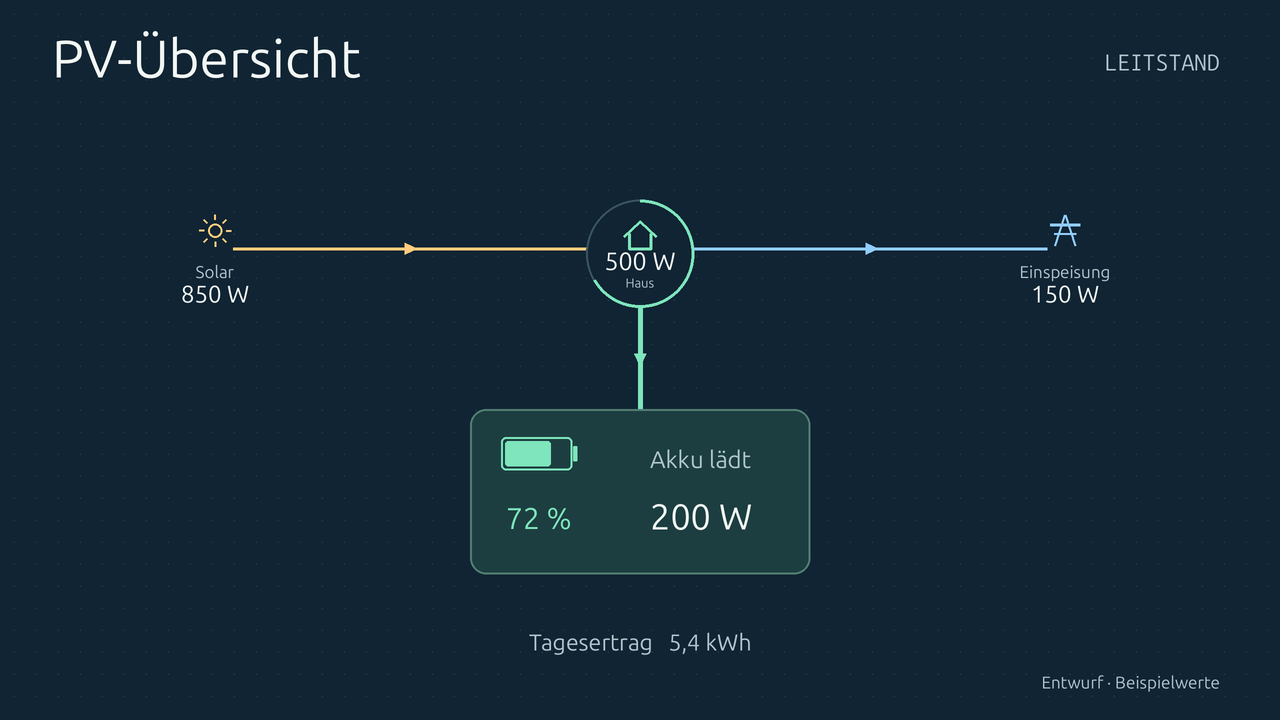 PV-Übersicht
LEITSTAND
Solar
850 W
500 W
Haus
Einspeisung
150 W
Akku lädt
72 %
200 W
Tagesertrag 5,4 kWh
Entwurf · Beispielwerte